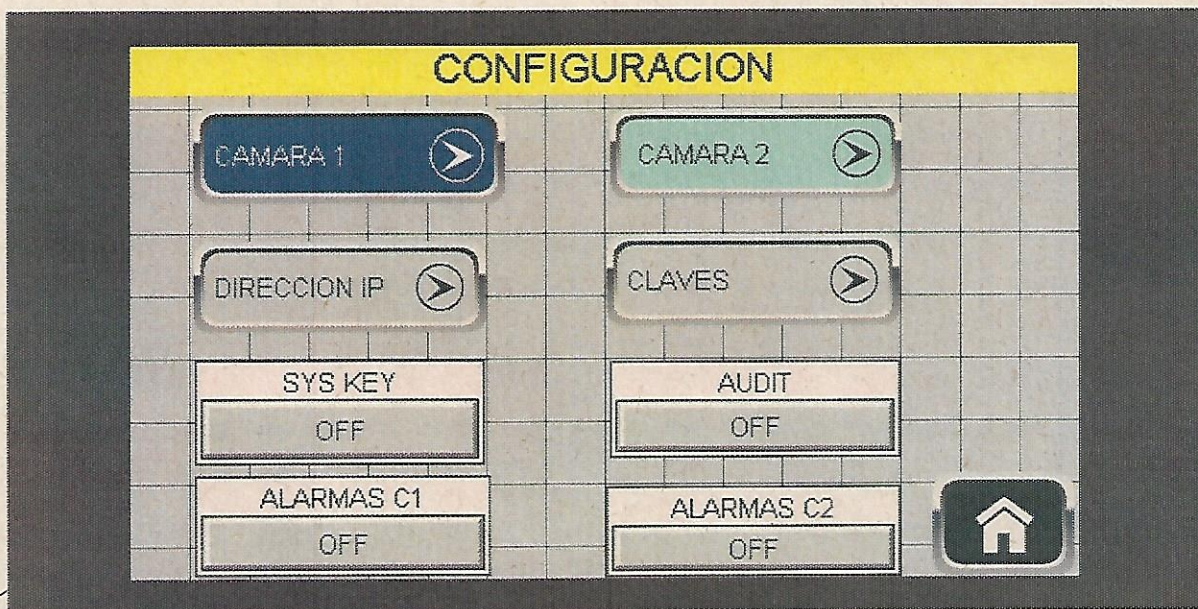 CONFIGURACION
CAMARA 1
CAMARA 2
DIRECCION IP
CLAVES
SYS KEY
OFF
AUDIT
OFF
ALARMAS C1
OFF
ALARMAS C2
OFF